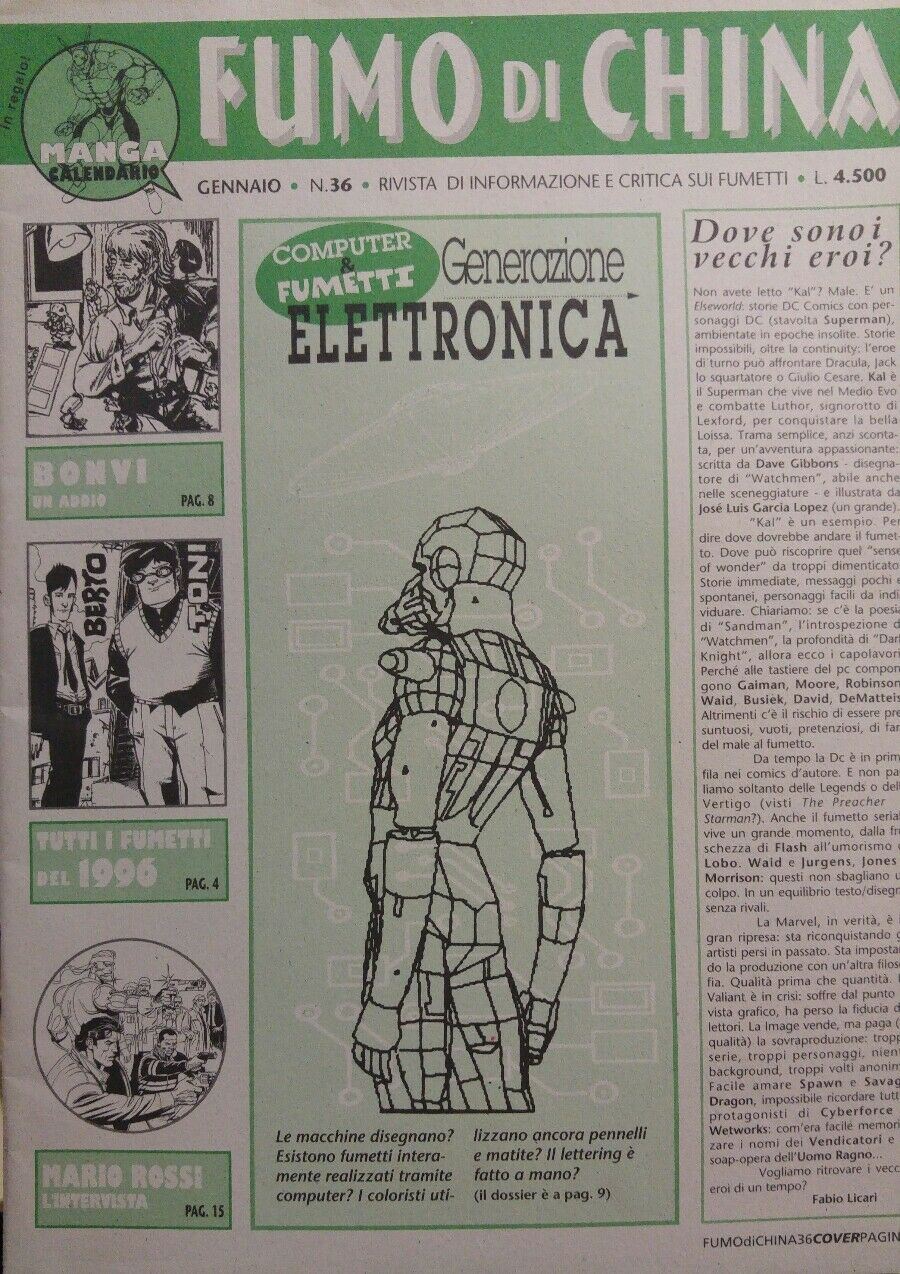 In regalo!
MANGA
CALENDARIO
FUMO DI CHINA
GENNAIO • N.36 • RIVISTA DI INFORMAZIONE E CRITICA SUI FUMETTI • L. 4.500
BONVI
UN ADDIO
PAG. 8
BERTO
TONI
TUTTI I FUMETTI
DEL 1996
PAG. 4
MARIO ROSSI
L'INTERVISTA
PAG. 15
COMPUTER
&
FUMETTI
Generazione
ELETTRONICA
Le macchine disegnano?
Esistono fumetti intera-
mente realizzati tramite
computer? I coloristi uti-
lizzano ancora pennelli
e matite? Il lettering è
fatto a mano?
(il dossier è a pag. 9)
Dove sono i
vecchi eroi?
Non avete letto "Kal"? Male. E' un
Elseworld: storie DC Comics con per-
sonaggi DC (stavolta Superman),
ambientate in epoche insolite. Storie
impossibili, oltre la continuity: l'eroe
di turno può affrontare Dracula, Jack
lo squartatore o Giulio Cesare. Kal è
il Superman che vive nel Medio Evo
e combatte Luthor, signorotto di
Lexford, per conquistare la bella
Loissa. Trama semplice, anzi sconta-
ta, per un'avventura appassionante:
scritta da Dave Gibbons - disegna-
tore di "Watchmen", abile anche
nelle sceneggiature - e illustrata da
José Luis Garcia Lopez (un grande).
"Kal" è un esempio. Per
dire dove dovrebbe andare il fumet-
to. Dove può riscoprire quel "sense
of wonder" da troppi dimenticato.
Storie immediate, messaggi pochi e
spontanei, personaggi facili da indi
viduare. Chiariamo: se c'è la poesia
di "Sandman", l'introspezione d
"Watchmen", la profondità di "Dark
Knight", allora ecco i capolavori
Perché alle tastiere del pc compon
gono Gaiman, Moore, Robinson
Waid, Busiek, David, DeMatteis
Altrimenti c'è il rischio di essere pre
suntuosi, vuoti, pretenziosi, di far
del male al fumetto.
Da tempo la Dc è in prim
fila nei comics d'autore. E non pa
liamo soltanto delle Legends o dell
Vertigo (visti The Preacher
Starman?). Anche il fumetto serial
vive un grande momento, dalla fre
schezza di Flash all'umorismo
Lobo. Waid e Jurgens, Jones
Morrison: questi non sbagliano u
colpo. In un equilibrio testo/disegn
senza rivali.
La Marvel, in verità, è i
gran ripresa: sta riconquistando g
artisti persi in passato. Sta impostan
do la produzione con un'altra filoso
fia. Qualità prima che quantità.
Valiant è in crisi: soffre dal punto
vista grafico, ha perso la fiducia d
lettori. La Image vende, ma paga (
qualità) la sovraproduzione: tropp
serie, troppi personaggi, nient
background, troppi volti anonim
Facile amare Spawn e Savag
Dragon, impossibile ricordare tutt
protagonisti di Cyberforce
Wetworks: com'era facile memori
zare i nomi dei Vendicatori e
soap-opera dell'Uomo Ragno...
Vogliamo ritrovare i vecc
eroi di un tempo?
Fabio Licari
FUMOdiCHINA36COVERPAGIN